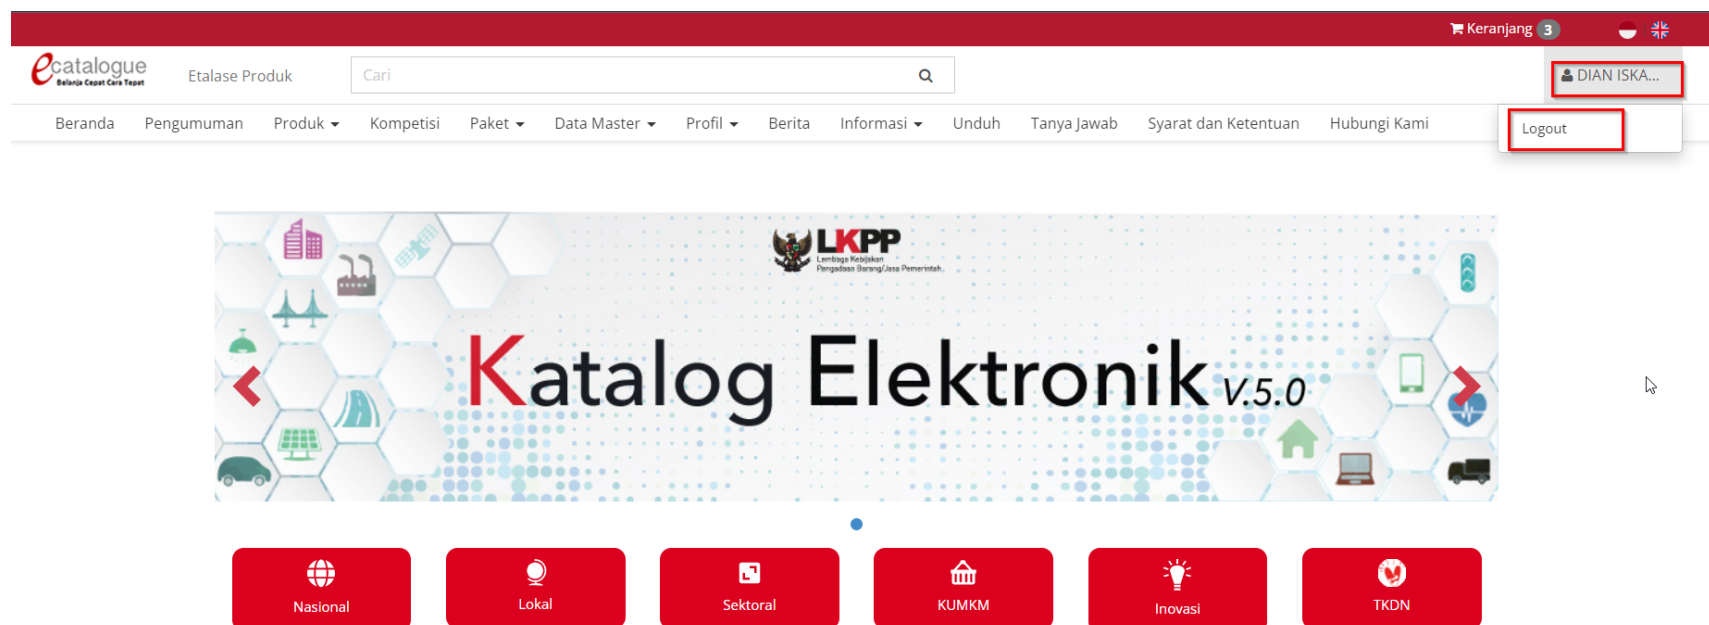 Keranjang 3
ecatalogue
Belanja Cepat Cara Tepat
Etalase Produk
Cari
DIAN ISKA...
Beranda Pengumuman Produk Kompetisi Paket Data Master Profil Berita Informasi Unduh Tanya Jawab Syarat dan Ketentuan Hubungi Kami
Logout
LKPP
Lembaga Kebijakan
Pengadaan Barang/Jasa Pemerintah
Katalog Elektronik V.5.0
Nasional Lokal Sektoral KUMKM Inovasi TKDN